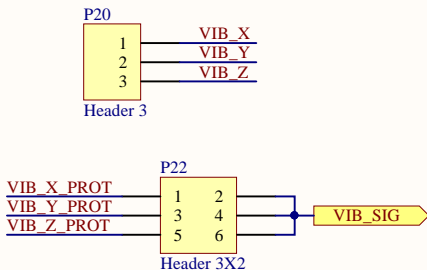 P20
1 VIB_X
2 VIB_Y
3 VIB_Z
Header 3
P22
VIB_X_PROT 1 2
VIB_Y_PROT 3 4 VIB_SIG
VIB_Z_PROT 5 6
Header 3X2